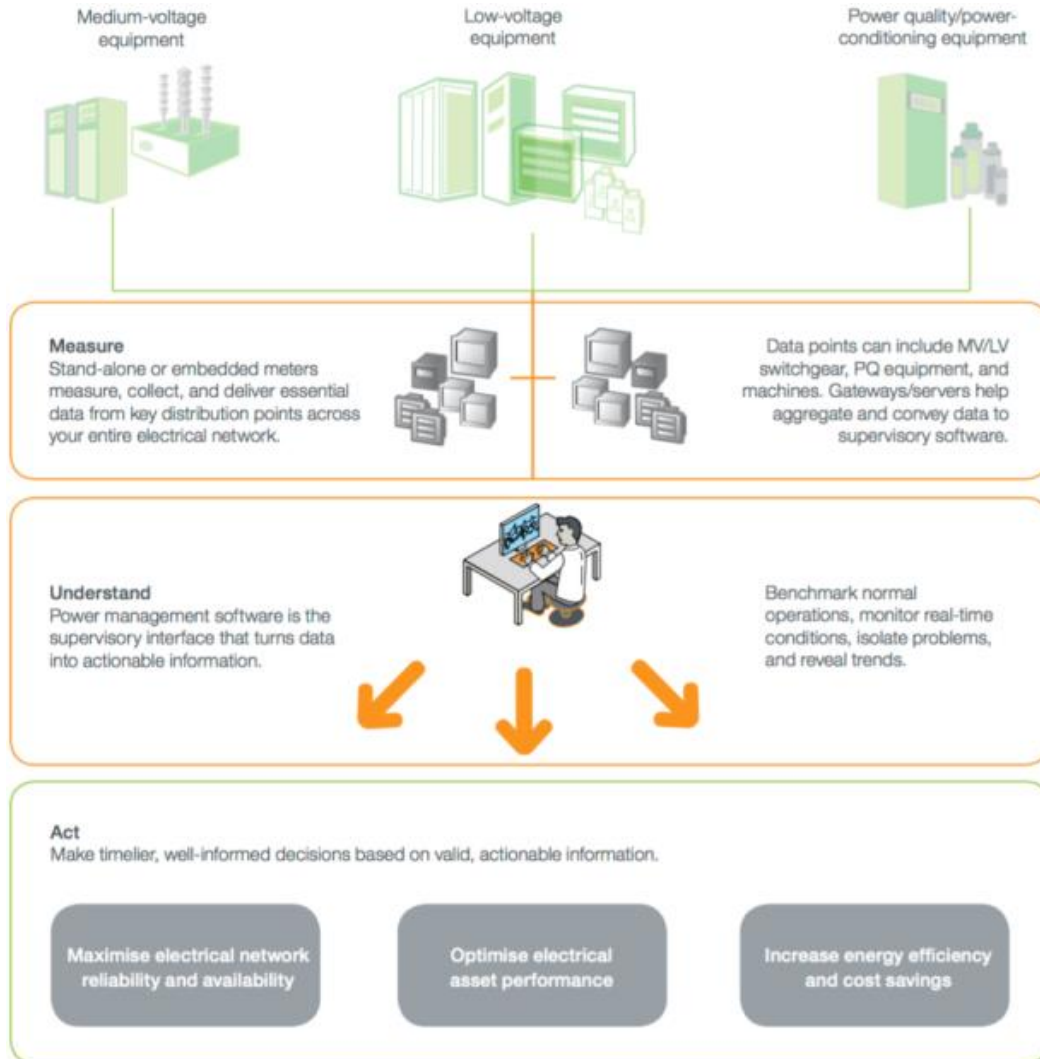 Medium-voltage
equipment
Low-voltage
equipment
Power quality/power-
conditioning equipment
Measure
Stand-alone or embedded meters
measure, collect, and deliver essential
data from key distribution points across
your entire electrical network.
Data points can include MV/LV
switchgear, PQ equipment, and
machines. Gateways/servers help
aggregate and convey data to
supervisory software.
Understand
Power management software is the
supervisory interface that turns data
into actionable information.
Benchmark normal
operations, monitor real-time
conditions, isolate problems,
and reveal trends.
Act
Make timelier, well-informed decisions based on valid, actionable information.
Maximise electrical network
reliability and availability
Optimise electrical
asset performance
Increase energy efficiency
and cost savings